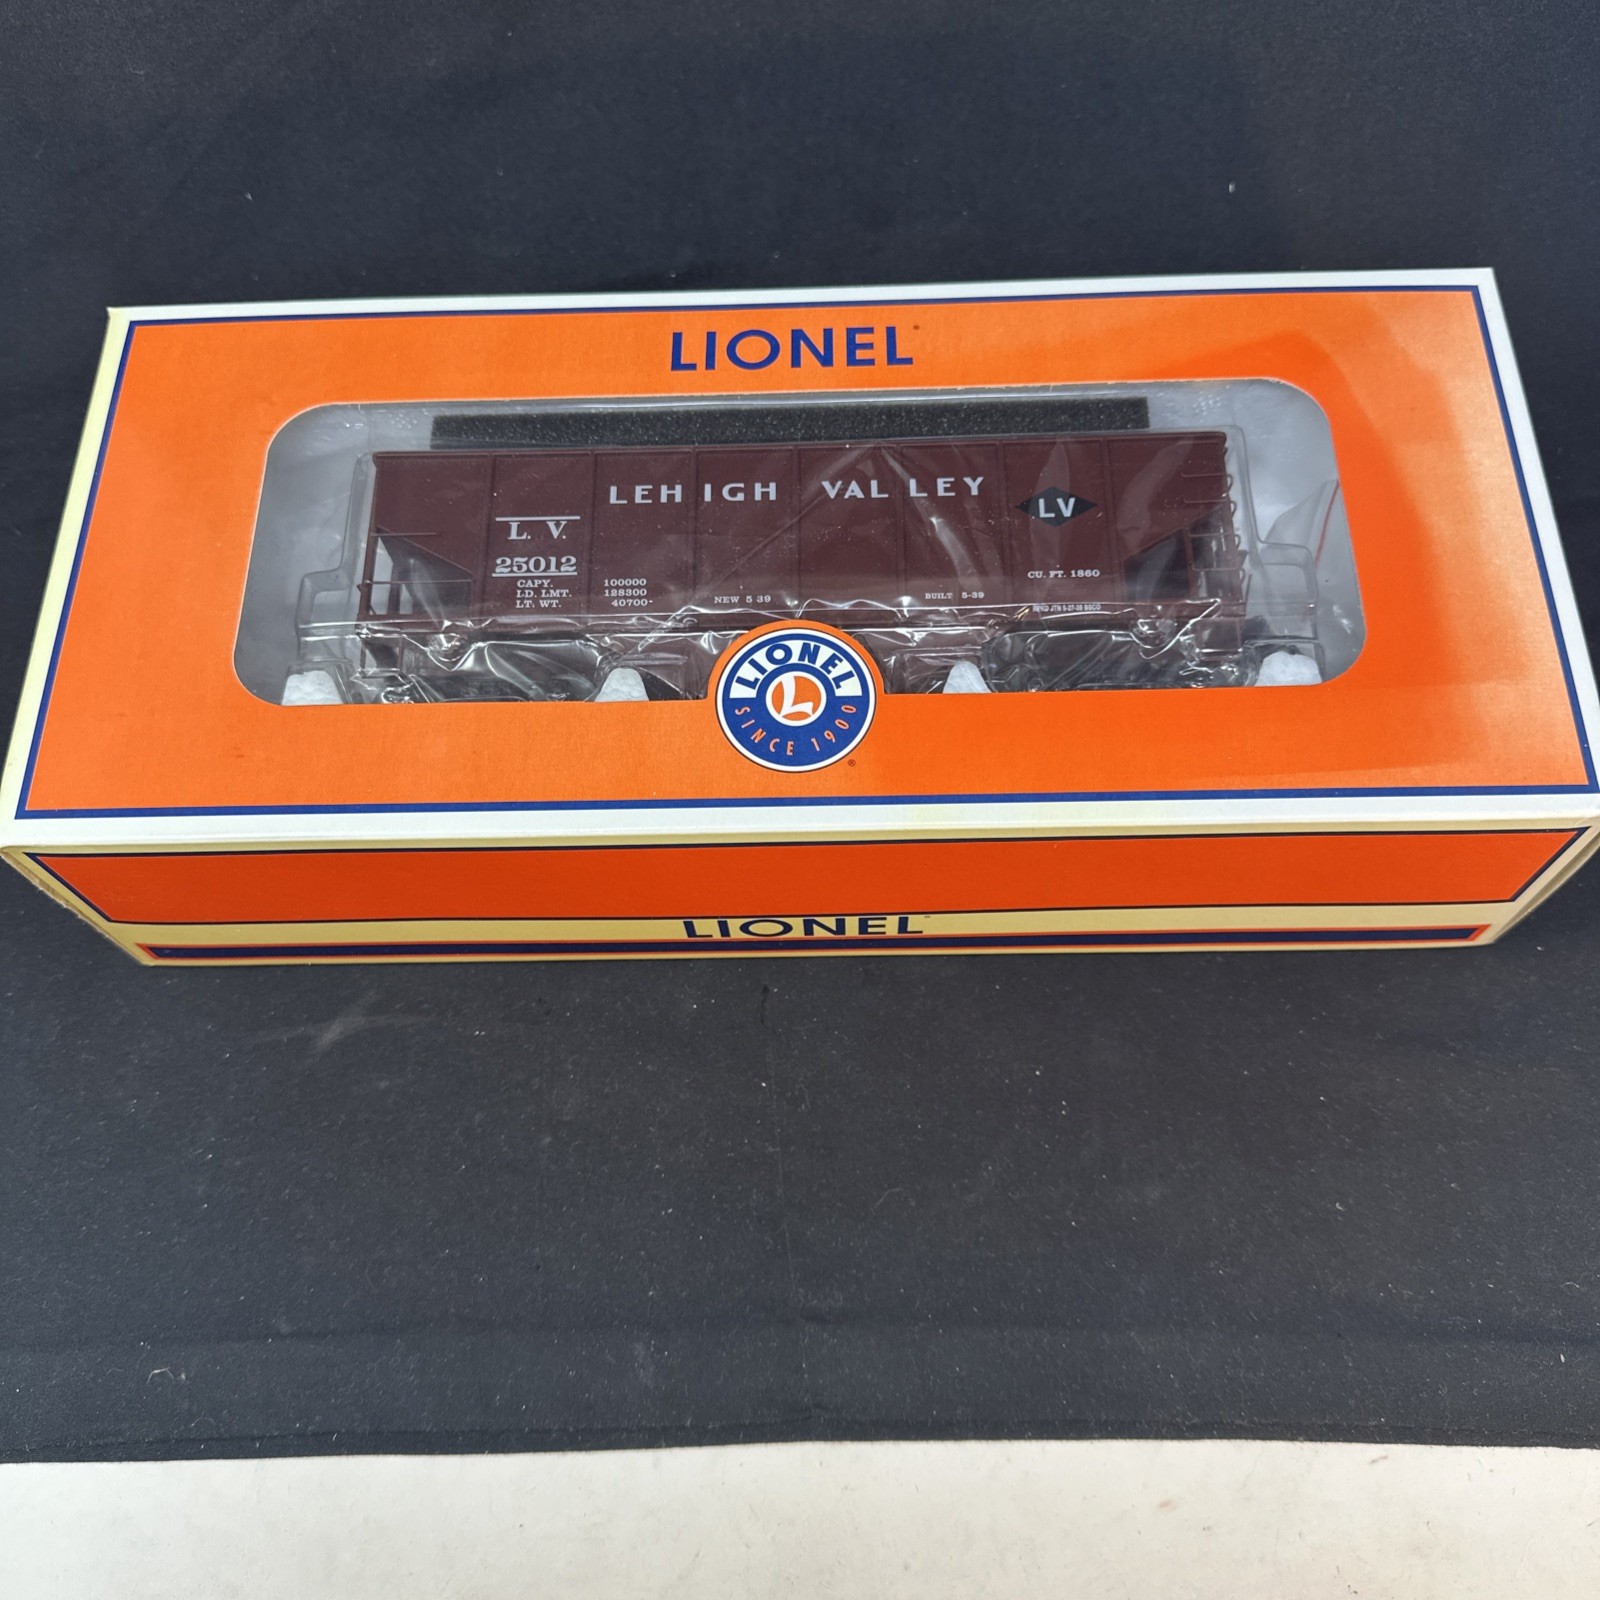 LIONEL
LEHIGH VALLEY
LV
L. V.
25012
CAPY. 100000
LD. LMT. 128300
LT. WT. 40700-
NEW 5 39
BUILT 5-39
CU. FT. 1860
LIONEL
L
SINCE 1900
®
LIONEL